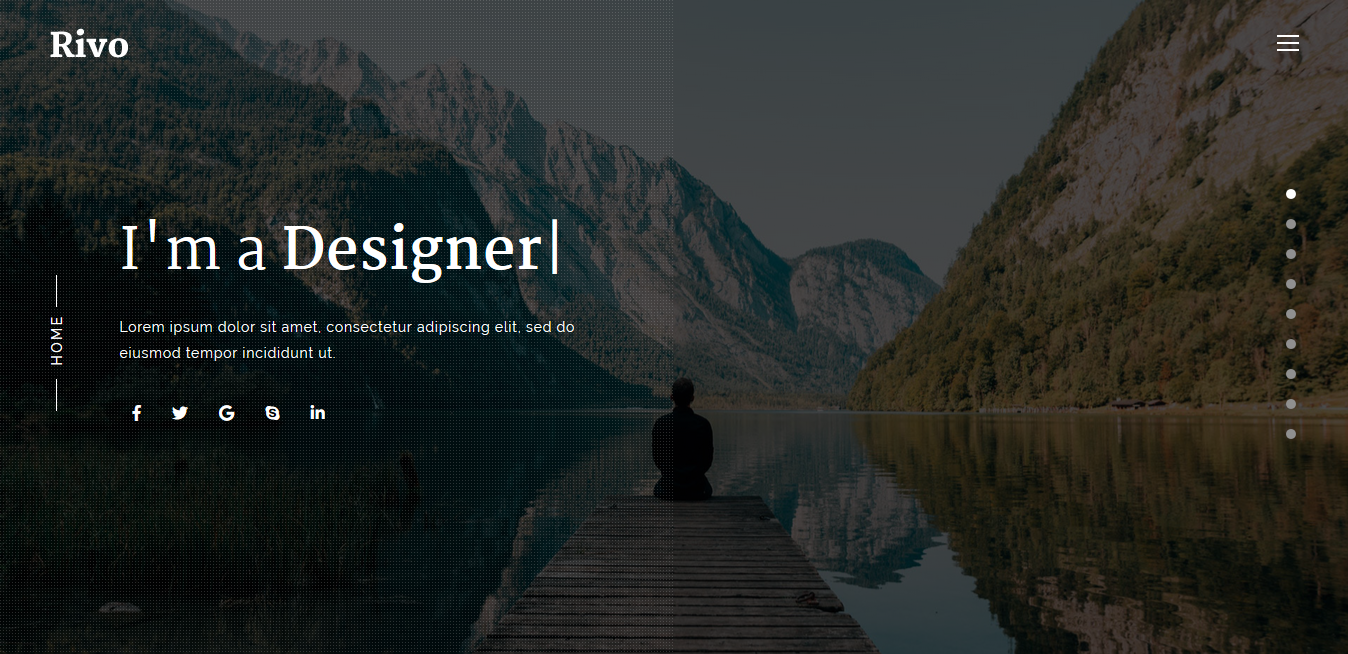 Rivo
I'm a Designer|
Lorem ipsum dolor sit amet, consectetur adipiscing elit, sed do
eiusmod tempor incididunt ut.
HOME